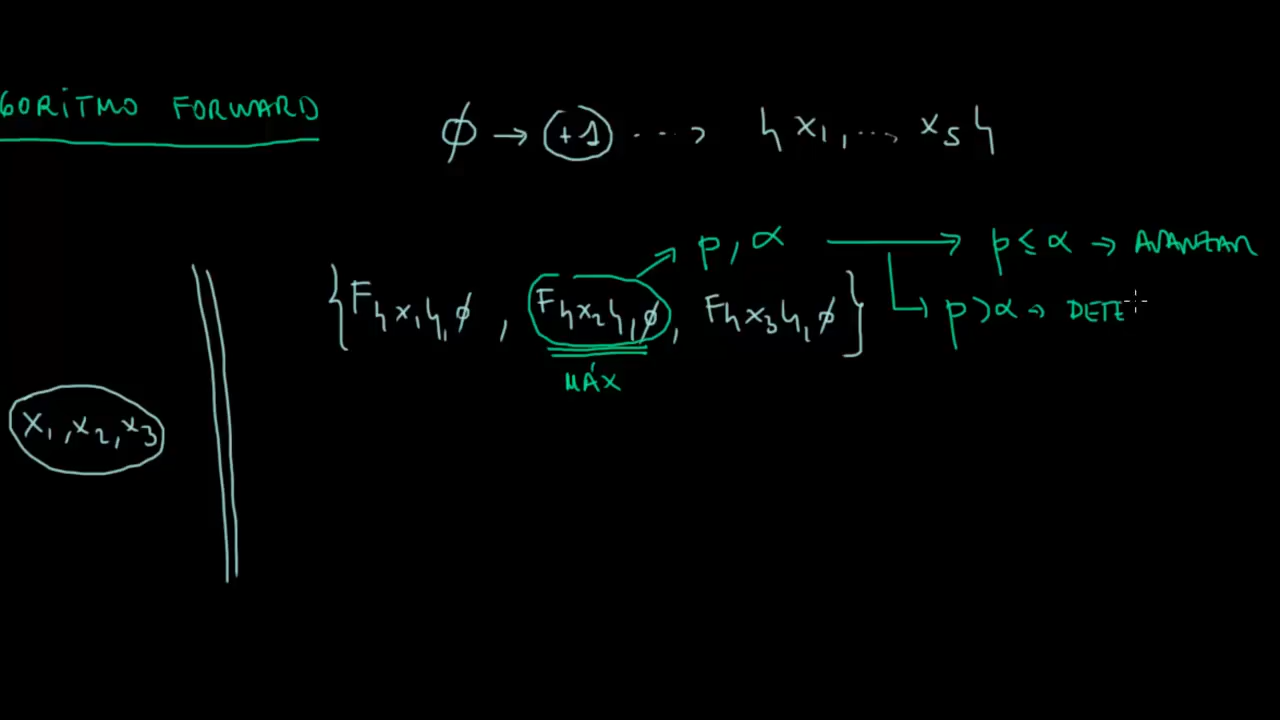 GORITMO FORWARD
∅ → +1 ⋯→ { x₁, ⋯, x₅ }
p, α → p ≤ α → AVANZAR
{ F{x₁},∅ , F{x₂},∅ , F{x₃},∅ }
p > α → DETE
MÁX
x₁, x₂, x₃